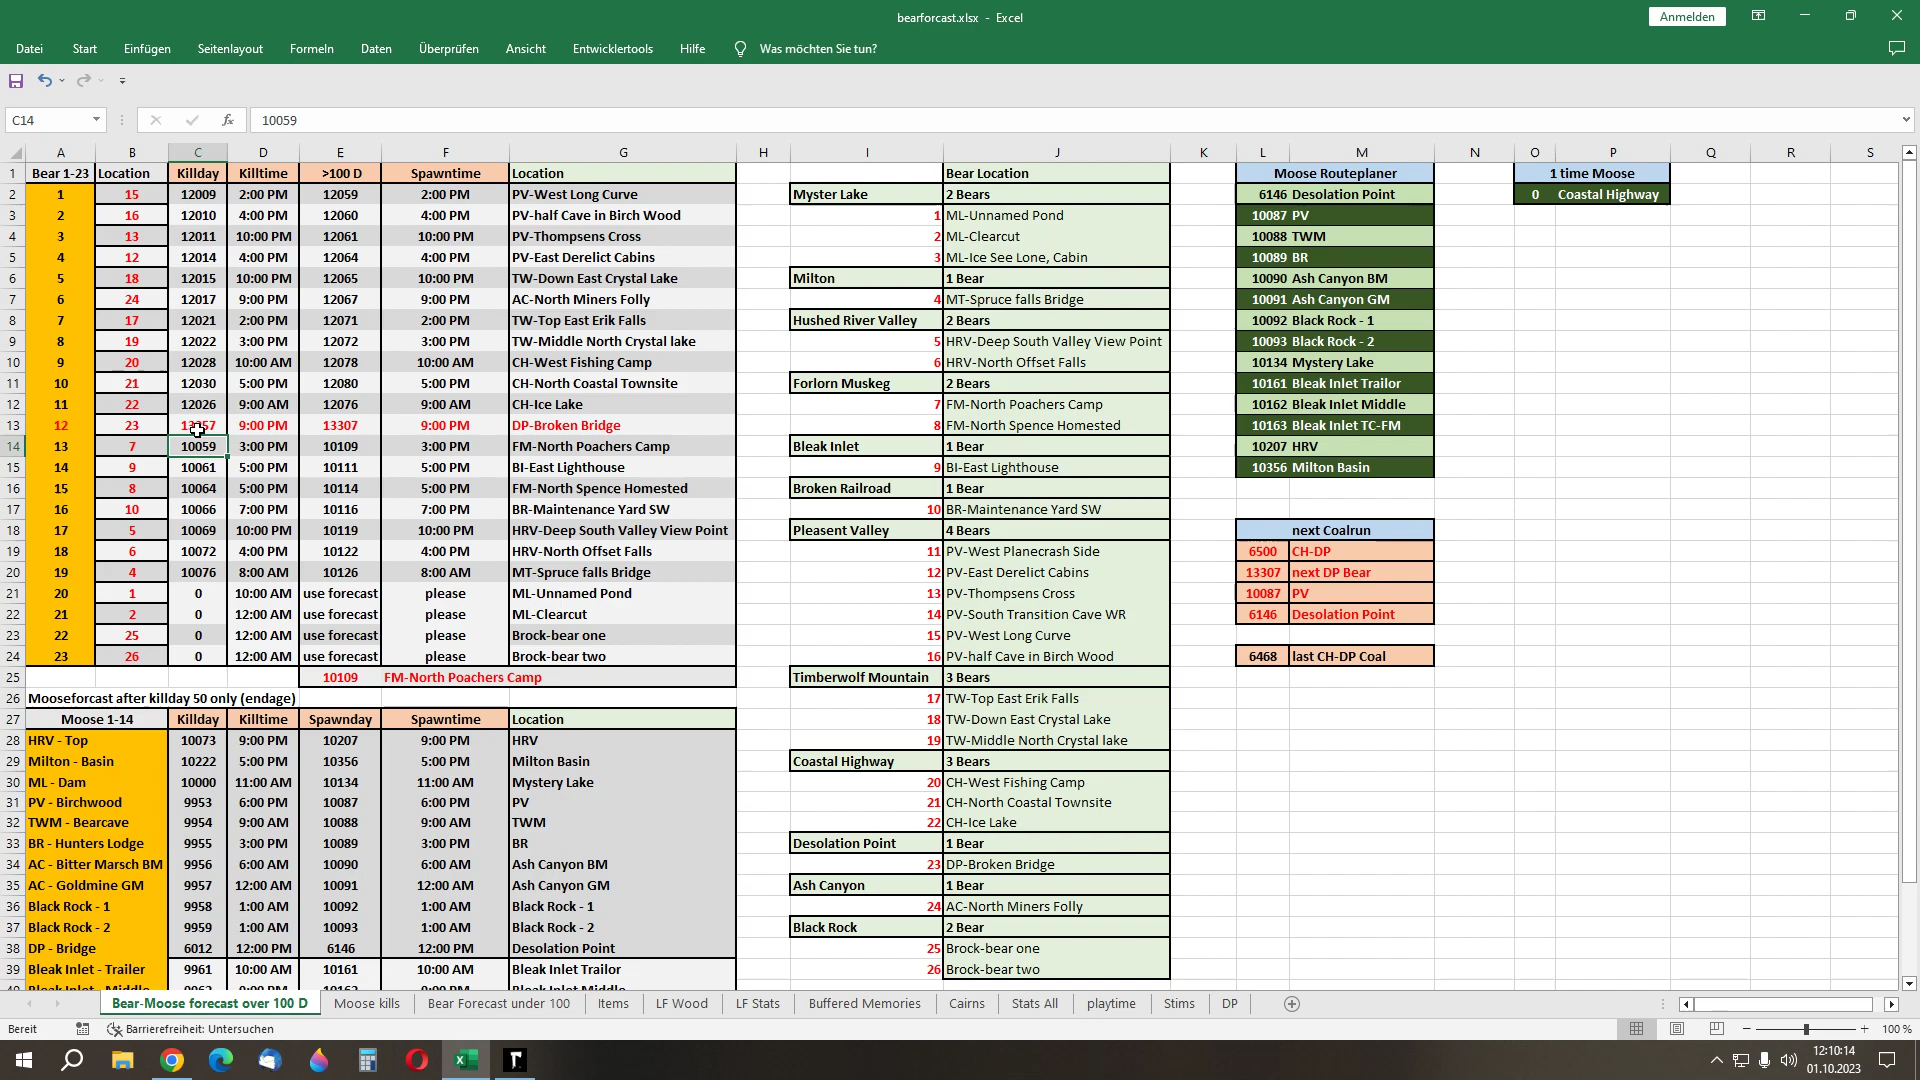 bearforcast.xlsx - Excel
Anmelden
Datei Start Einfügen Seitenlayout Formeln Daten Überprüfen Ansicht Entwicklertools Hilfe Was möchten Sie tun?
C14 fx 10059
A B C D E F G H I J K L M N O P Q R S
1 Bear 1-23 Location Killday Killtime >100 D Spawntime Location Bear Location Moose Routeplaner 1 time Moose
2 1 15 12009 2:00 PM 12059 2:00 PM PV-West Long Curve Myster Lake 2 Bears 6146 Desolation Point 0 Coastal Highway
3 2 16 12010 4:00 PM 12060 4:00 PM PV-half Cave in Birch Wood 1 ML-Unnamed Pond 10087 PV
4 3 13 12011 10:00 PM 12061 10:00 PM PV-Thompsens Cross 2 ML-Clearcut 10088 TWM
5 4 12 12014 4:00 PM 12064 4:00 PM PV-East Derelict Cabins 3 ML-Ice See Lone, Cabin 10089 BR
6 5 18 12015 10:00 PM 12065 10:00 PM TW-Down East Crystal Lake Milton 1 Bear 10090 Ash Canyon BM
7 6 24 12017 9:00 PM 12067 9:00 PM AC-North Miners Folly 4 MT-Spruce falls Bridge 10091 Ash Canyon GM
8 7 17 12021 2:00 PM 12071 2:00 PM TW-Top East Erik Falls Hushed River Valley 2 Bears 10092 Black Rock - 1
9 8 19 12022 3:00 PM 12072 3:00 PM TW-Middle North Crystal lake 5 HRV-Deep South Valley View Point 10093 Black Rock - 2
10 9 20 12028 10:00 AM 12078 10:00 AM CH-West Fishing Camp 6 HRV-North Offset Falls 10134 Mystery Lake
11 10 21 12030 5:00 PM 12080 5:00 PM CH-North Coastal Townsite Forlorn Muskeg 2 Bears 10161 Bleak Inlet Trailor
12 11 22 12026 9:00 AM 12076 9:00 AM CH-Ice Lake 7 FM-North Poachers Camp 10162 Bleak Inlet Middle
13 12 23 9:00 PM 13307 9:00 PM DP-Broken Bridge 8 FM-North Spence Homested 10163 Bleak Inlet TC-FM
14 13 7 10059 3:00 PM 10109 3:00 PM FM-North Poachers Camp Bleak Inlet 1 Bear 10207 HRV
15 14 9 10061 5:00 PM 10111 5:00 PM BI-East Lighthouse 9 BI-East Lighthouse 10356 Milton Basin
16 15 8 10064 5:00 PM 10114 5:00 PM FM-North Spence Homested Broken Railroad 1 Bear
17 16 10 10066 7:00 PM 10116 7:00 PM BR-Maintenance Yard SW 10 BR-Maintenance Yard SW
18 17 5 10069 10:00 PM 10119 10:00 PM HRV-Deep South Valley View Point Pleasent Valley 4 Bears next Coalrun
19 18 6 10072 4:00 PM 10122 4:00 PM HRV-North Offset Falls 11 PV-West Planecrash Side 6500 CH-DP
20 19 4 10076 8:00 AM 10126 8:00 AM MT-Spruce falls Bridge 12 PV-East Derelict Cabins 13307 next DP Bear
21 20 1 0 10:00 AM use forecast please ML-Unnamed Pond 13 PV-Thompsens Cross 10087 PV
22 21 2 0 12:00 AM use forecast please ML-Clearcut 14 PV-South Transition Cave WR 6146 Desolation Point
23 22 25 0 12:00 AM use forecast please Brock-bear one 15 PV-West Long Curve
24 23 26 0 12:00 AM use forecast please Brock-bear two 16 PV-half Cave in Birch Wood 6468 last CH-DP Coal
25 10109 FM-North Poachers Camp Timberwolf Mountain 3 Bears
26 Mooseforcast after killday 50 only (endage) 17 TW-Top East Erik Falls
27 Moose 1-14 Killday Killtime Spawnday Spawntime Location 18 TW-Down East Crystal Lake
28 HRV - Top 10073 9:00 PM 10207 9:00 PM HRV 19 TW-Middle North Crystal lake
29 Milton - Basin 10222 5:00 PM 10356 5:00 PM Milton Basin Coastal Highway 3 Bears
30 ML - Dam 10000 11:00 AM 10134 11:00 AM Mystery Lake 20 CH-West Fishing Camp
31 PV - Birchwood 9953 6:00 PM 10087 6:00 PM PV 21 CH-North Coastal Townsite
32 TWM - Bearcave 9954 9:00 AM 10088 9:00 AM TWM 22 CH-Ice Lake
33 BR - Hunters Lodge 9955 3:00 PM 10089 3:00 PM BR Desolation Point 1 Bear
34 AC - Bitter Marsch BM 9956 6:00 AM 10090 6:00 AM Ash Canyon BM 23 DP-Broken Bridge
35 AC - Goldmine GM 9957 12:00 AM 10091 12:00 AM Ash Canyon GM Ash Canyon 1 Bear
36 Black Rock - 1 9958 1:00 AM 10092 1:00 AM Black Rock - 1 24 AC-North Miners Folly
37 Black Rock - 2 9959 1:00 AM 10093 1:00 AM Black Rock - 2 Black Rock 2 Bear
38 DP - Bridge 6012 12:00 PM 6146 12:00 PM Desolation Point 25 Brock-bear one
39 Bleak Inlet - Trailer 9961 10:00 AM 10161 10:00 AM Bleak Inlet Trailor 26 Brock-bear two
Bear-Moose forecast over 100 D Moose kills Bear Forecast under 100 Items LF Wood LF Stats Buffered Memories Cairns Stats All playtime Stims DP
Bereit Barrierefreiheit: Untersuchen 100 %
12:10:14
01.10.2023